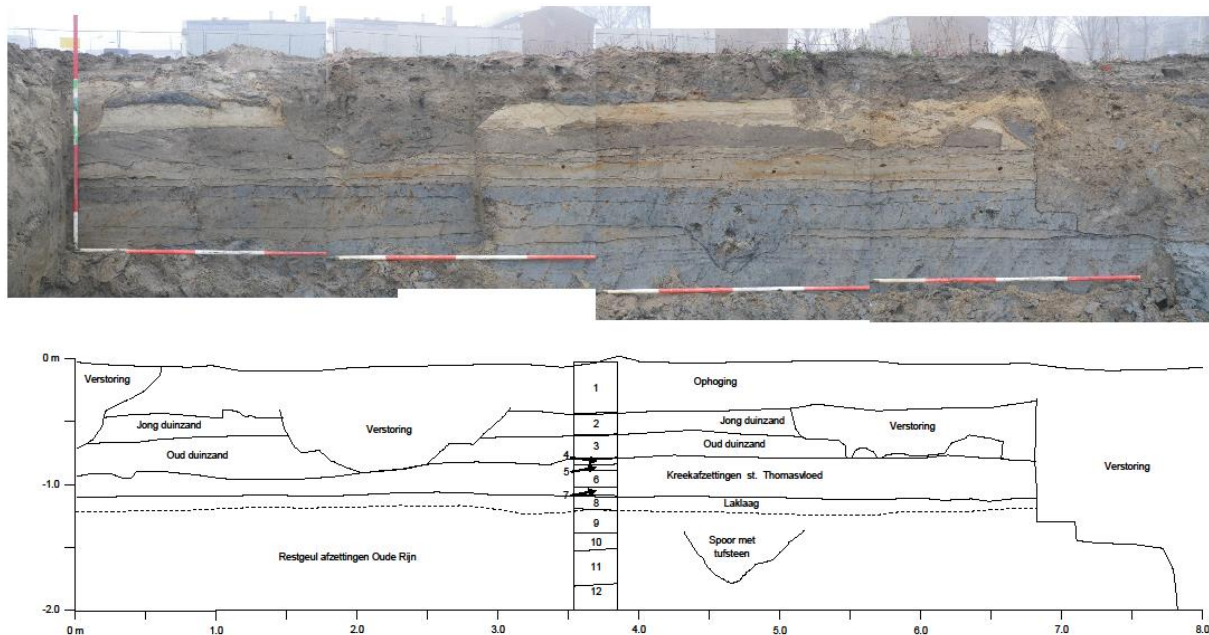 0 m
Verstoring
1
Ophoging
Jong duinzand
Verstoring
2
Jong duinzand
Verstoring
Oud duinzand
3
Oud duinzand
4
5
6
Kreekafzettingen st. Thomasvloed
Verstoring
-1.0
7
8
Laklaag
9
Restgeul afzettingen Oude Rijn
10
Spoor met
tufsteen
11
12
-2.0
0 m
1.0
2.0
3.0
4.0
5.0
6.0
7.0
8.0